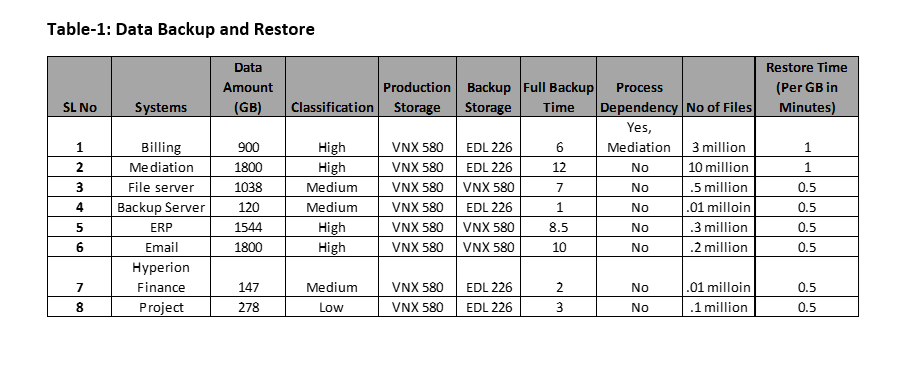 Table-1: Data Backup and Restore
SL No Systems Data Amount (GB) Classification Production Storage Backup Storage Full Backup Time Process Dependency No of Files Restore Time (Per GB in Minutes)
1 Billing 900 High VNX 580 EDL 226 6 Yes, Mediation 3 million 1
2 Mediation 1800 High VNX 580 EDL 226 12 No 10 million 1
3 File server 1038 Medium VNX 580 VNX 580 7 No .5 million 0.5
4 Backup Server 120 Medium VNX 580 EDL 226 1 No .01 milloin 0.5
5 ERP 1544 High VNX 580 VNX 580 8.5 No .3 million 0.5
6 Email 1800 High VNX 580 VNX 580 10 No .2 million 0.5
7 Hyperion Finance 147 Medium VNX 580 EDL 226 2 No .01 milloin 0.5
8 Project 278 Low VNX 580 EDL 226 3 No .1 million 0.5